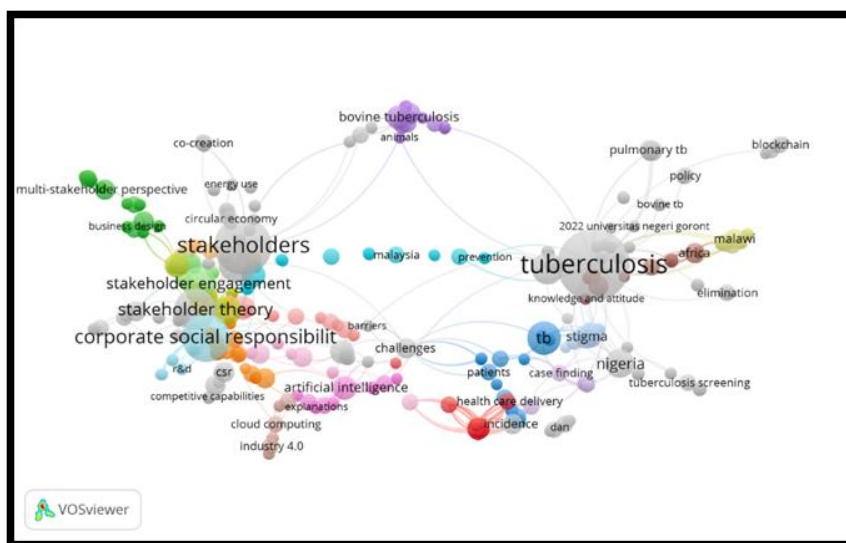 bovine tuberculosis
animals
co-creation
pulmonary tb
blockchain
multi-stakeholder perspective
energy use
policy
bovine tb
circular economy
business design
2022 universitas negeri goront
stakeholders
malaysia
prevention
tuberculosis
africa
malawi
stakeholder engagement
knowledge and attitude
elimination
stakeholder theory
barriers
corporate social responsibilit
challenges
tb
stigma
r&d
csr
patients
case finding
nigeria
competitive capabilities
artificial intelligence
explanations
tuberculosis screening
health care delivery
cloud computing
incidence
dan
industry 4.0
VOSviewer